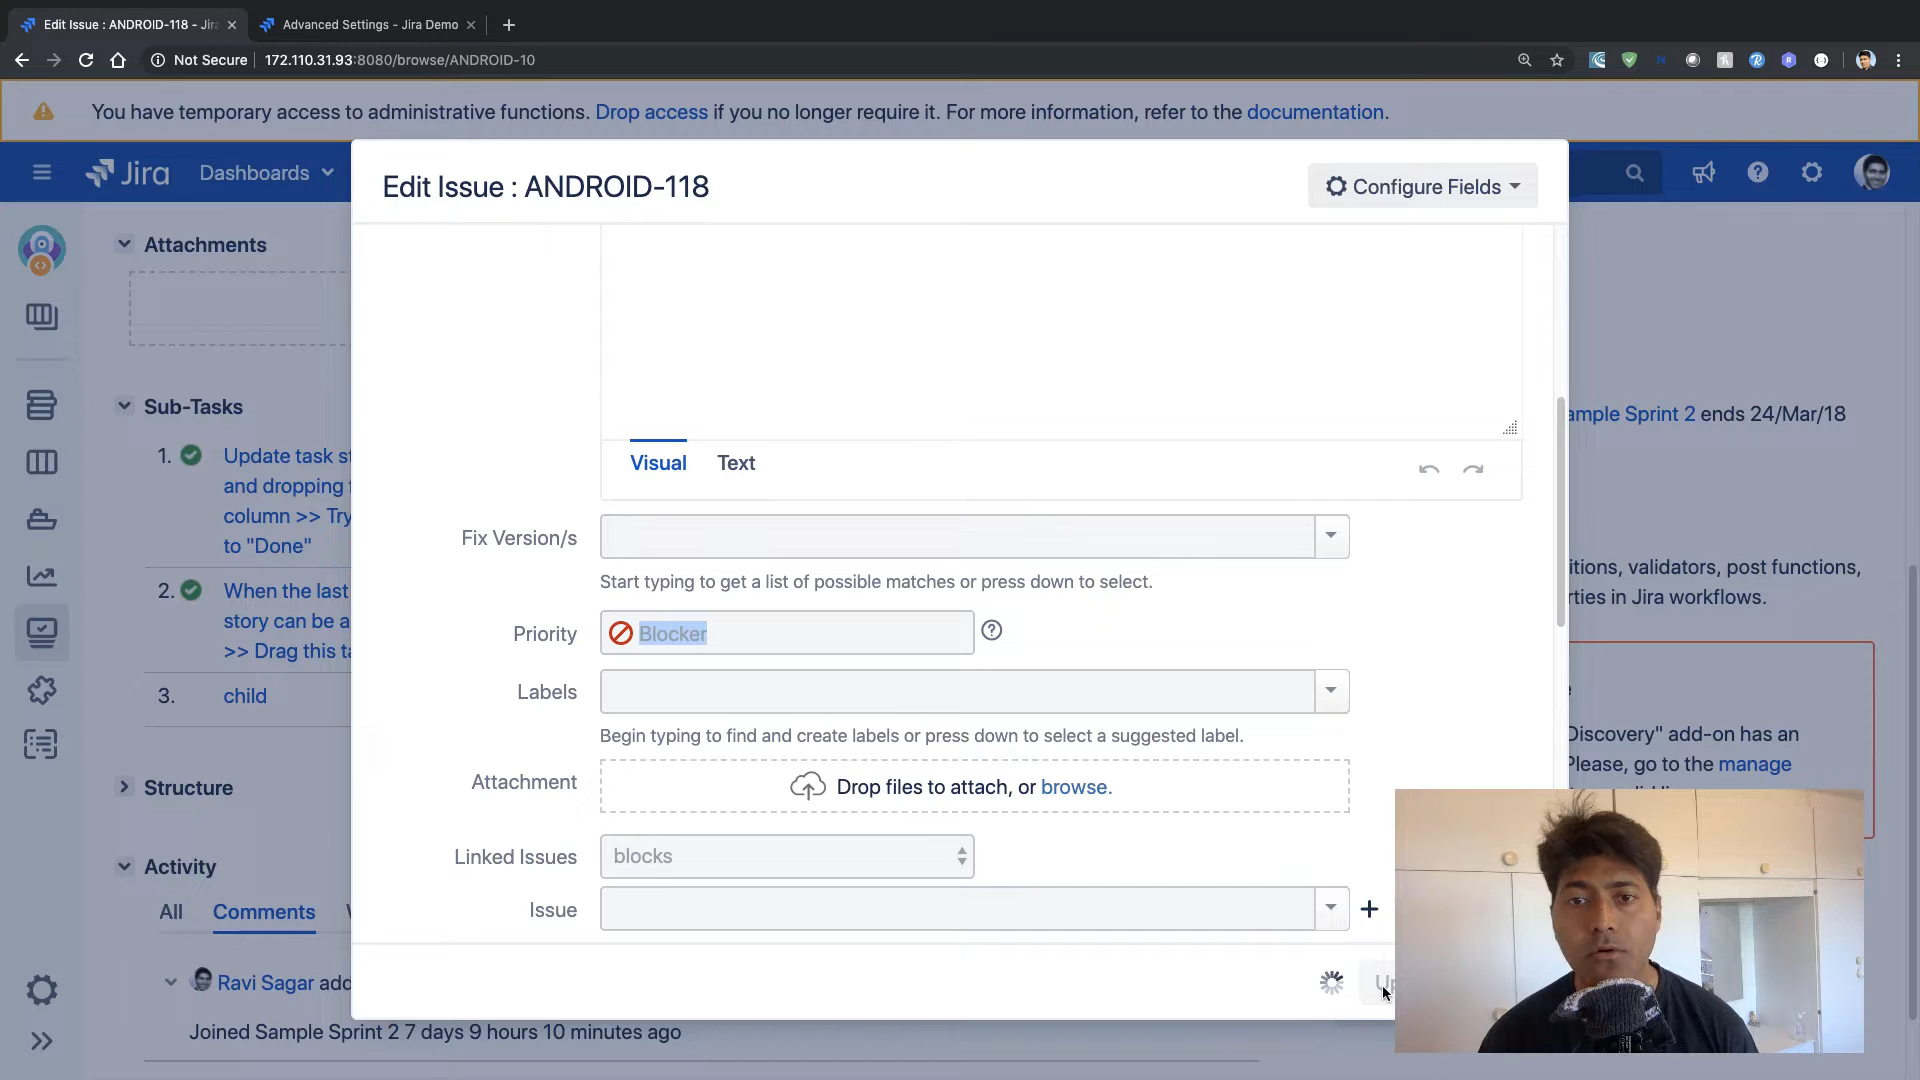 Edit Issue : ANDROID-118 - Jir
Advanced Settings - Jira Demo
Not Secure
172.110.31.93:8080/browse/ANDROID-10
You have temporary access to administrative functions. Drop access if you no longer require it. For more information, refer to the documentation.
Jira
Dashboards
Edit Issue : ANDROID-118
Configure Fields
Attachments
Sub-Tasks
1. Update task st
and dropping f
column >> Try
to "Done"
2. When the last
story can be a
>> Drag this ta
3. child
Structure
Activity
All
Comments
Ravi Sagar add
Joined Sample Sprint 2 7 days 9 hours 10 minutes ago
Visual
Text
Fix Version/s
Start typing to get a list of possible matches or press down to select.
Priority
Blocker
Labels
Begin typing to find and create labels or press down to select a suggested label.
Attachment
Drop files to attach, or browse.
Linked Issues
blocks
Issue
Up
ample Sprint 2 ends 24/Mar/18
itions, validators, post functions,
rties in Jira workflows.
Discovery" add-on has an
Please, go to the manage